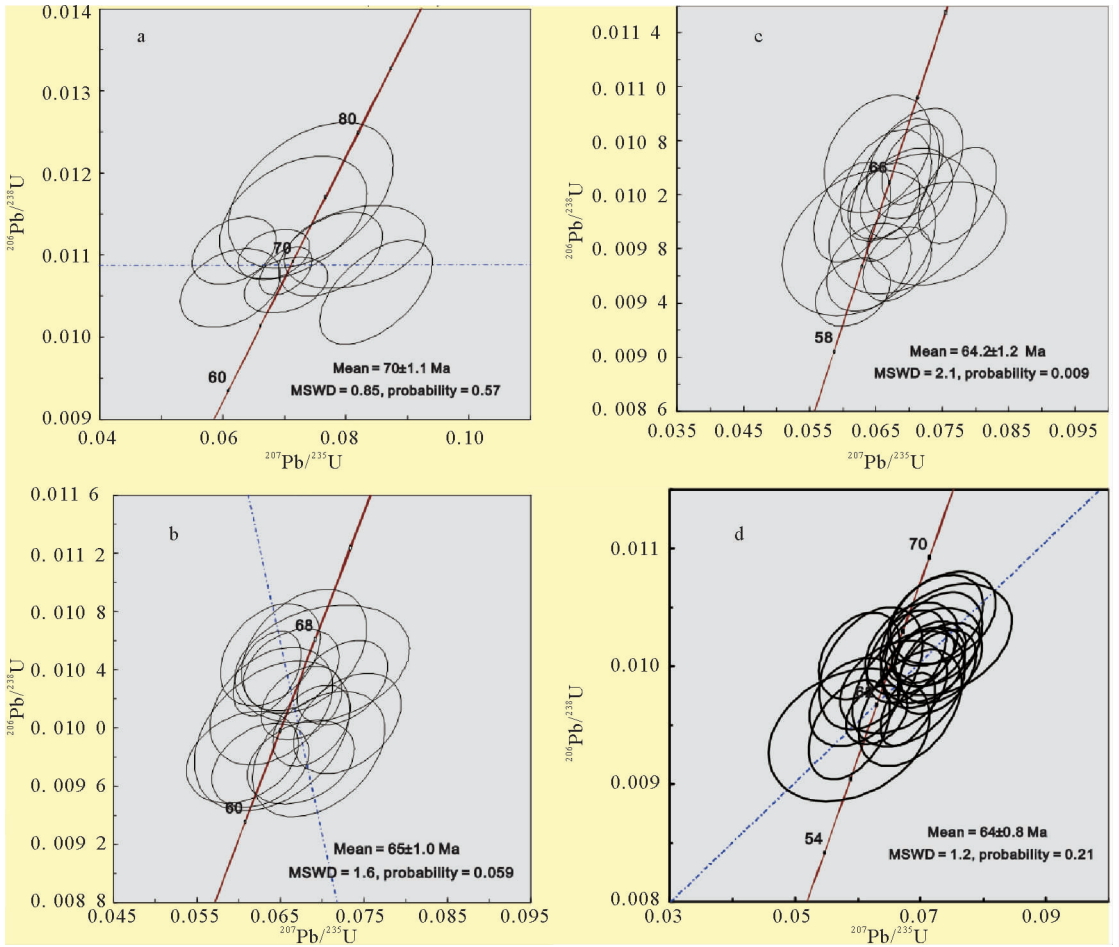 a
0.014
0.013
0.012
0.011
0.010
0.009
²⁰⁶Pb/²³⁸U
80
70
60
Mean = 70±1.1 Ma
MSWD = 0.85, probability = 0.57
0.04
0.06
0.08
0.10
²⁰⁷Pb/²³⁵U
c
0.011 4
0.011 0
0.010 8
0.010 2
0.009 8
0.009 4
0.009 0
0.008 6
²⁰⁶Pb/²³⁸U
66
58
Mean = 64.2±1.2 Ma
MSWD = 2.1, probability = 0.009
0.035
0.045
0.055
0.065
0.075
0.085
0.095
²⁰⁷Pb/²³⁵U
b
0.011 6
0.011 2
0.010 8
0.010 4
0.010 0
0.009 6
0.009 2
0.008 8
²⁰⁶Pb/²³⁸U
68
60
Mean = 65±1.0 Ma
MSWD = 1.6, probability = 0.059
0.045
0.055
0.065
0.075
0.085
0.095
²⁰⁷Pb/²³⁵U
d
0.011
0.010
0.009
0.008
²⁰⁶Pb/²³⁸U
70
54
Mean = 64±0.8 Ma
MSWD = 1.2, probability = 0.21
0.03
0.05
0.07
0.09
²⁰⁷Pb/²³⁵U